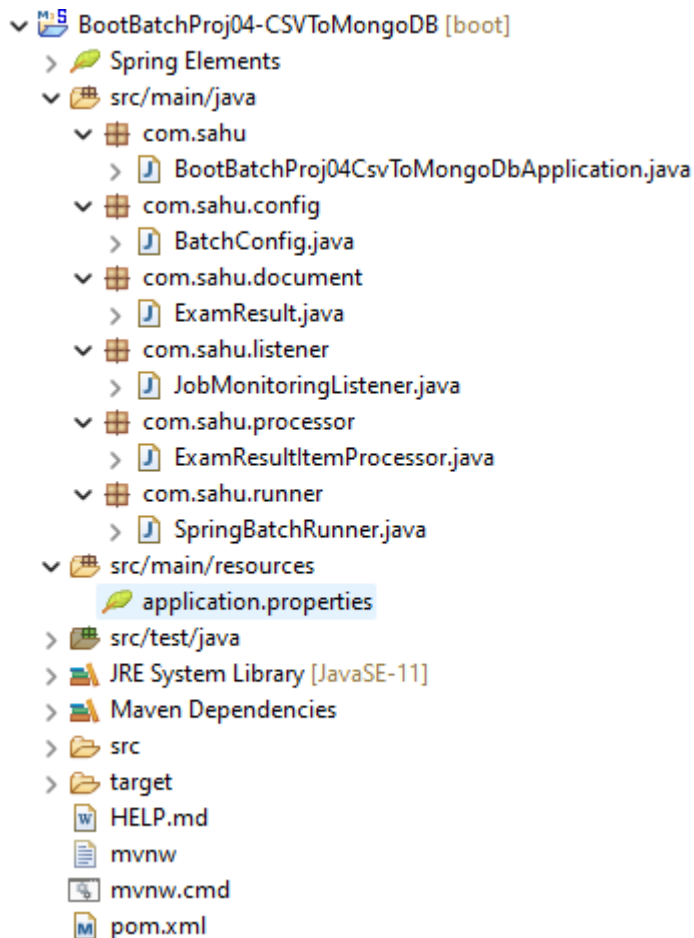 BootBatchProj04-CSVToMongoDB [boot]
Spring Elements
src/main/java
com.sahu
BootBatchProj04CsvToMongoDbApplication.java
com.sahu.config
BatchConfig.java
com.sahu.document
ExamResult.java
com.sahu.listener
JobMonitoringListener.java
com.sahu.processor
ExamResultItemProcessor.java
com.sahu.runner
SpringBatchRunner.java
src/main/resources
application.properties
src/test/java
JRE System Library [JavaSE-11]
Maven Dependencies
src
target
HELP.md
mvnw
mvnw.cmd
pom.xml